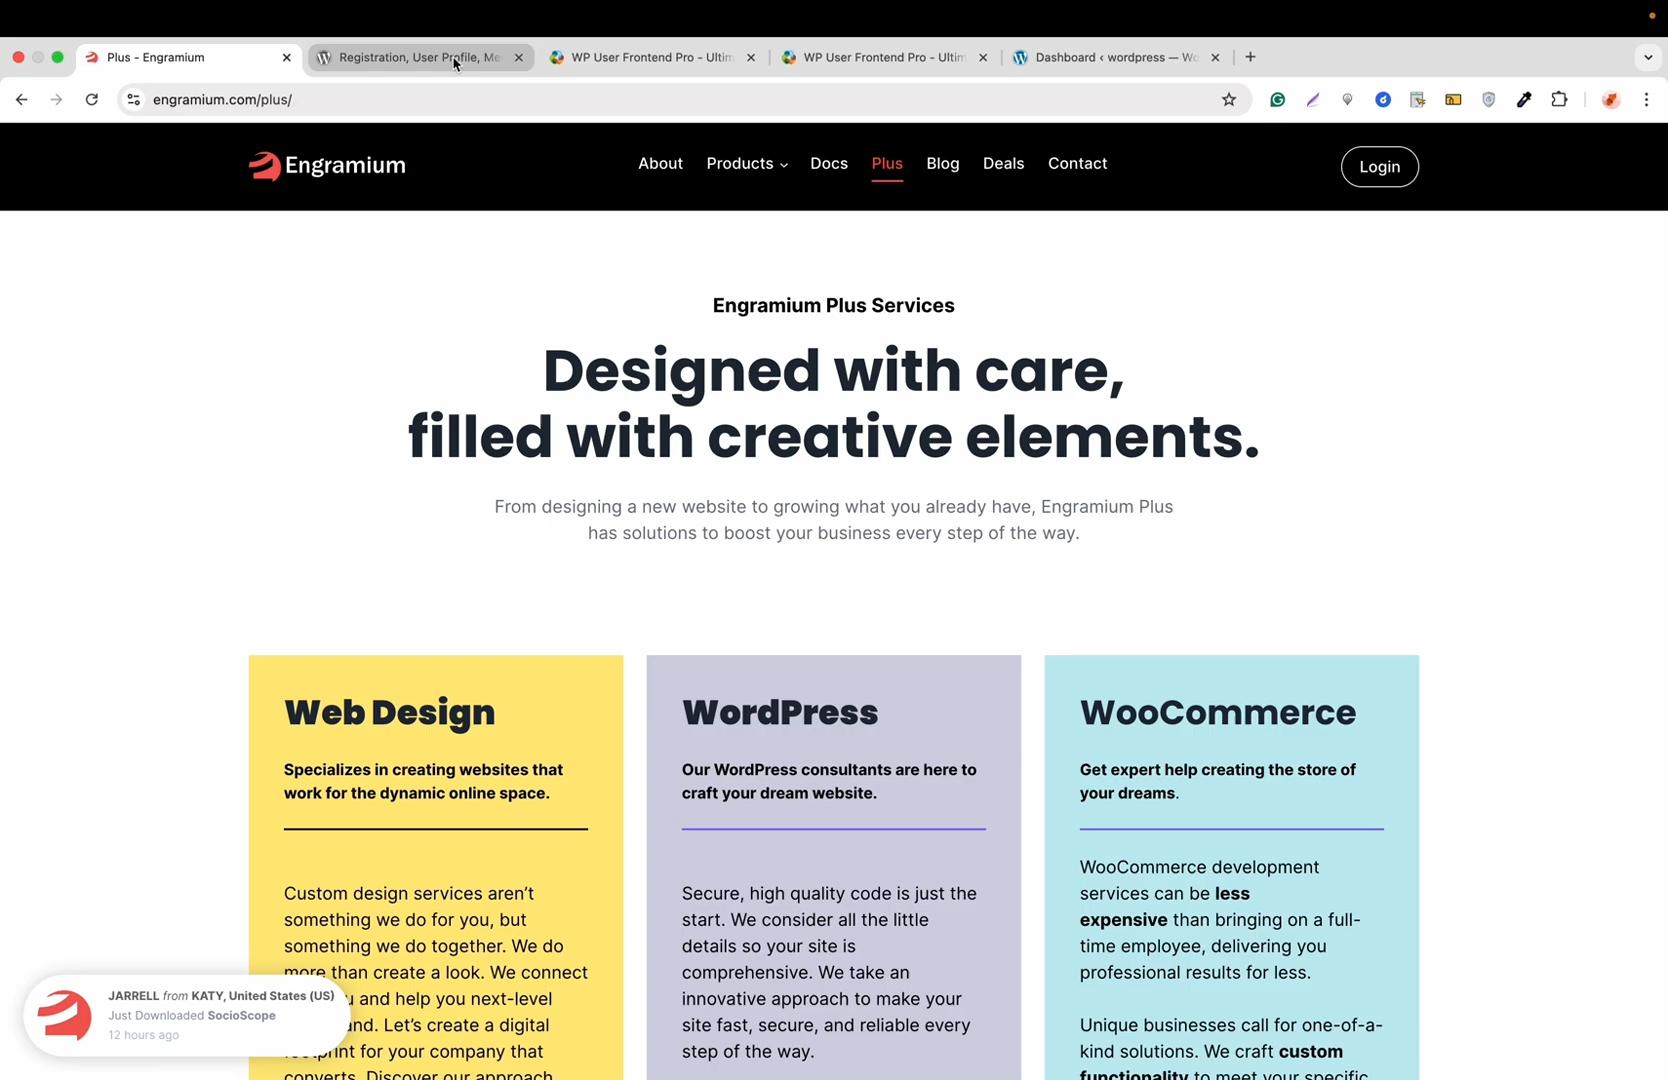 Plus - Engramium
Registration, User Profile, Me
WP User Frontend Pro - Ultim
WP User Frontend Pro - Ultim
Dashboard ‹ wordpress — Wo
engramium.com/plus/
Engramium
About
Products
Docs
Plus
Blog
Deals
Contact
Login
Engramium Plus Services
Designed with care,
filled with creative elements.
From designing a new website to growing what you already have, Engramium Plus
has solutions to boost your business every step of the way.
Web Design
Specializes in creating websites that
work for the dynamic online space.
Custom design services aren’t
something we do for you, but
something we do together. We do
more than create a look. We connect
and help you next-level
and. Let’s create a digital
footprint for your company that
converts. Discover our approach
WordPress
Our WordPress consultants are here to
craft your dream website.
Secure, high quality code is just the
start. We consider all the little
details so your site is
comprehensive. We take an
innovative approach to make your
site fast, secure, and reliable every
step of the way.
WooCommerce
Get expert help creating the store of
your dreams.
WooCommerce development
services can be less
expensive than bringing on a full-
time employee, delivering you
professional results for less.
Unique businesses call for one-of-a-
kind solutions. We craft custom
functionality to meet your specific
JARRELL from KATY, United States (US)
Just Downloaded SocioScope
12 hours ago